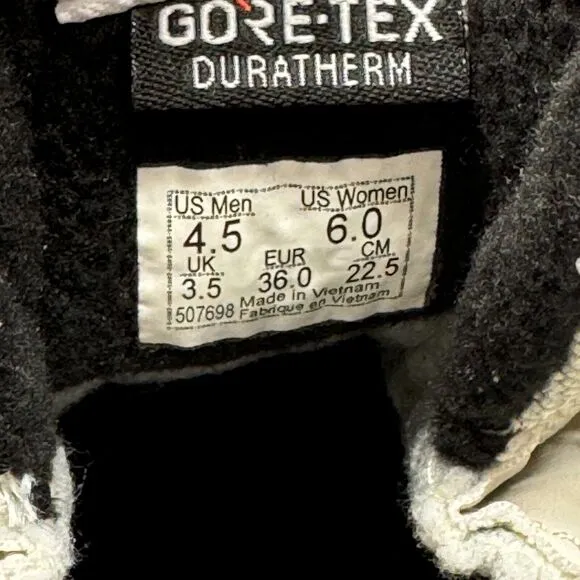 GORE-TEX
DURATHERM
US Men US Women
4.5 6.0
UK EUR CM
3.5 36.0 22.5
507698 Made in Vietnam
Fabrique en Vietnam